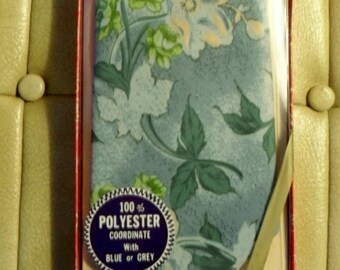 100 %
POLYESTER
COORDINATE
With
BLUE or GREY